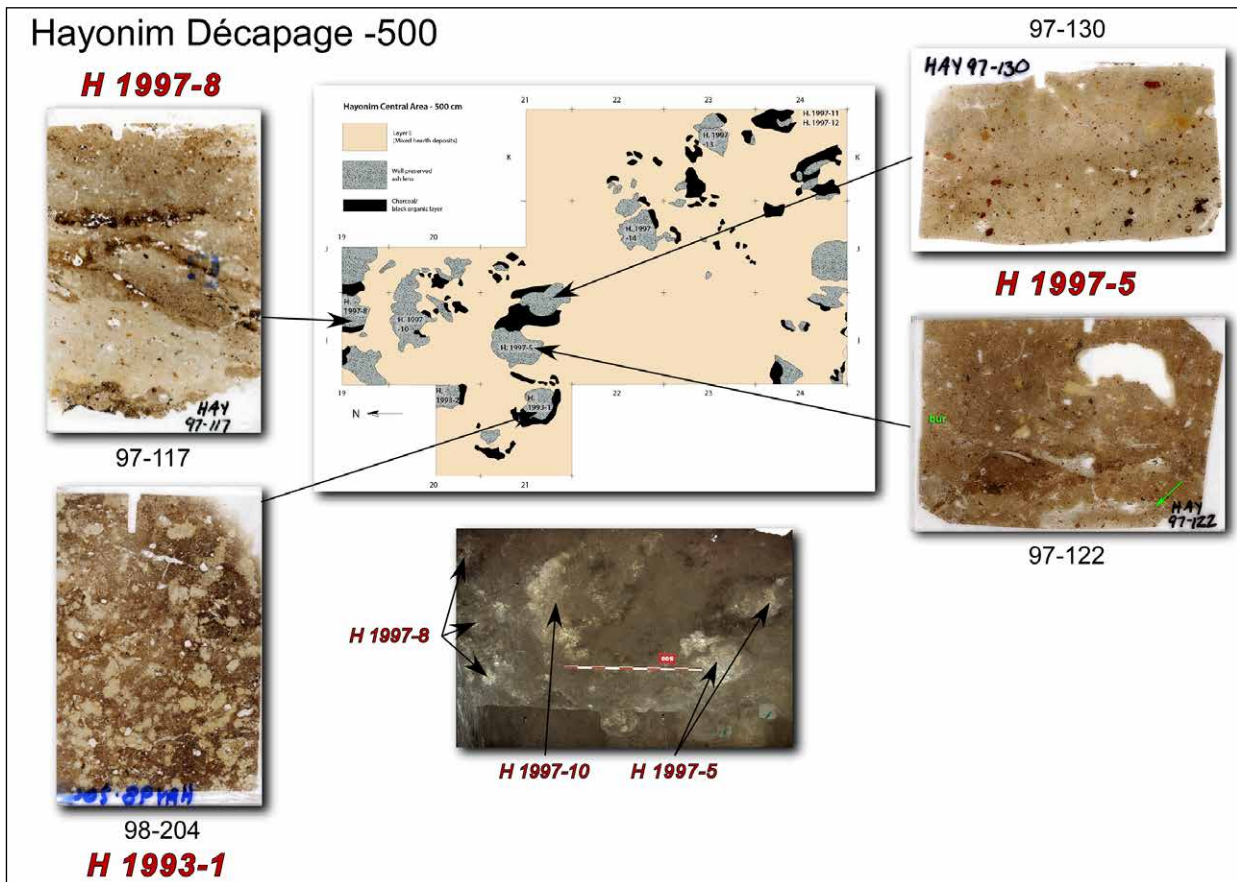 Hayonim Décapage -500
H 1997-8
HAY
97-117
97-117
98-204
H 1993-1
Hayonim Central Area - 500 cm
Layer E
(Mixed hearth deposits)
Well preserved
ash lens
Charcoal/
black organic layer
21
22
23
24
K
K
H. 1997-11
H. 1997-12
H. 1997
-13
H. 1997
-14
19
20
J
J
H.
1997-8
H. 1997
-10
H. 1997-5
I
I
19
22
24
H.
1993-2
H.
1993-1
N
20
21
97-130
HAY 97-130
H 1997-5
bur
HAY
97-122
97-122
H 1997-8
500
H 1997-10
H 1997-5